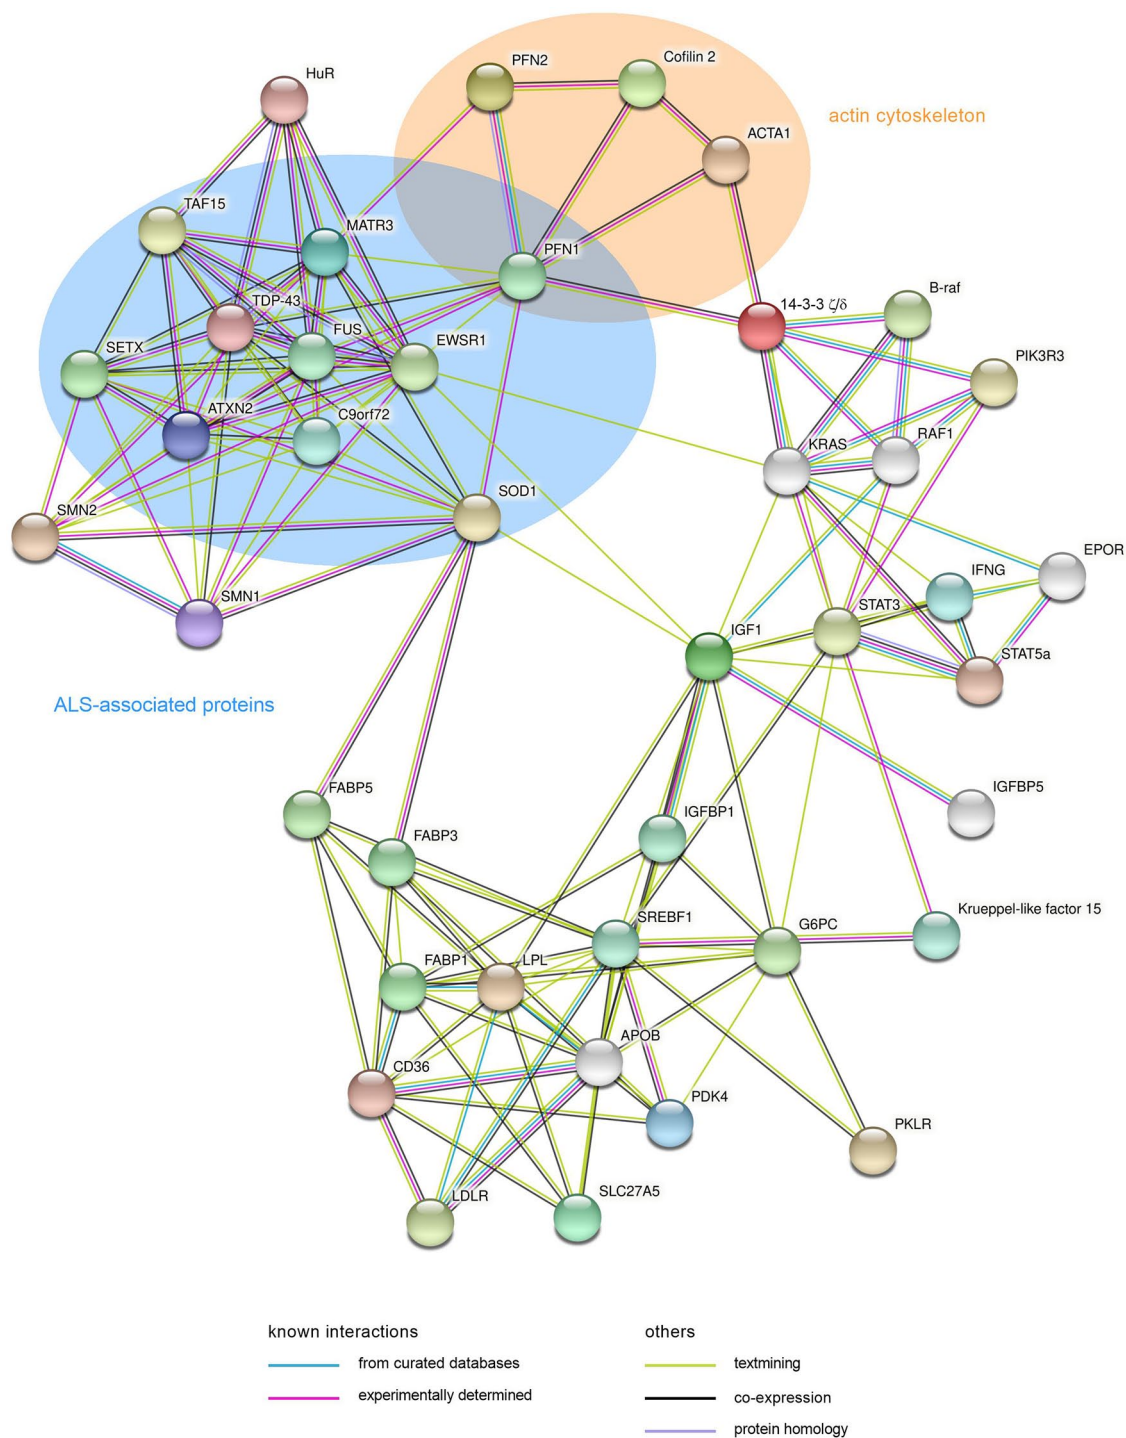 PFN2
Cofilin 2
HuR
actin cytoskeleton
ACTA1
TAF15
MATR3
PFN1
B-raf
TDP-43
14-3-3 ζ/δ
FUS
EWSR1
SETX
PIK3R3
ATXN2
C9orf72
KRAS
RAF1
SOD1
SMN2
EPOR
IFNG
SMN1
STAT3
IGF1
STAT5a
ALS-associated proteins
FABP5
IGFBP5
IGFBP1
FABP3
Krueppel-like factor 15
SREBF1
G6PC
FABP1
LPL
APOB
CD36
PDK4
PKLR
LDLR
SLC27A5
known interactions
others
from curated databases
textmining
experimentally determined
co-expression
protein homology